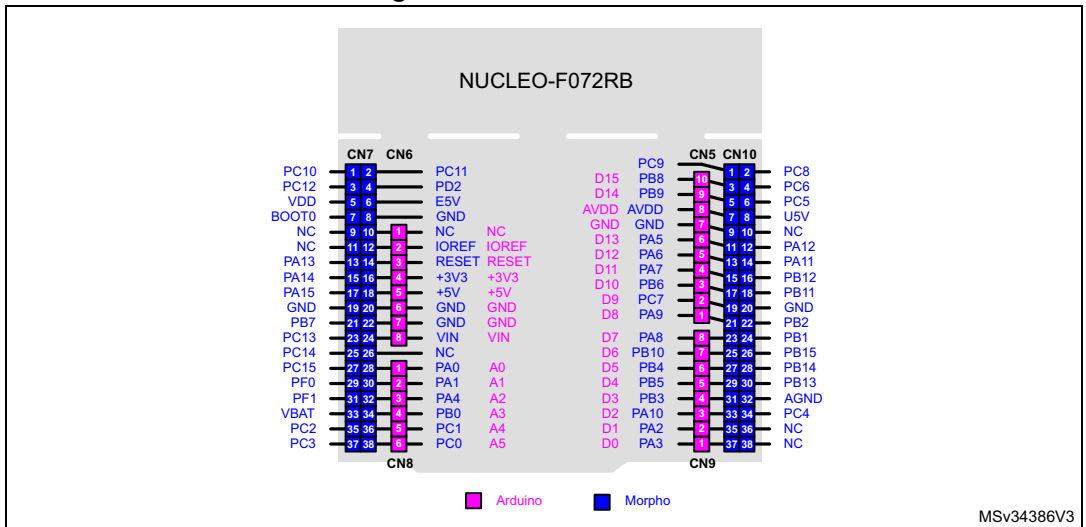 NUCLEO-F072RB
CN7 CN6 CN5 CN10
PC9
PC10 1 2 PC11 D15 PB8 10 1 2 PC8
PC12 3 4 PD2 D14 PB9 9 3 4 PC6
VDD 5 6 E5V AVDD AVDD 8 5 6 PC5
BOOT0 7 8 GND GND GND 7 7 8 U5V
NC 9 10 1 NC NC D13 PA5 6 9 10 NC
NC 11 12 2 IOREF IOREF D12 PA6 5 11 12 PA12
PA13 13 14 3 RESET RESET D11 PA7 4 13 14 PA11
PA14 15 16 4 +3V3 +3V3 D10 PB6 3 15 16 PB12
PA15 17 18 5 +5V +5V D9 PC7 2 17 18 PB11
GND 19 20 6 GND GND D8 PA9 1 19 20 GND
PB7 21 22 7 GND GND 21 22 PB2
PC13 23 24 8 VIN VIN D7 PA8 8 23 24 PB1
PC14 25 26 NC D6 PB10 7 25 26 PB15
PC15 27 28 1 PA0 A0 D5 PB4 6 27 28 PB14
PF0 29 30 2 PA1 A1 D4 PB5 5 29 30 PB13
PF1 31 32 3 PA4 A2 D3 PB3 4 31 32 AGND
VBAT 33 34 4 PB0 A3 D2 PA10 3 33 34 PC4
PC2 35 36 5 PC1 A4 D1 PA2 2 35 36 NC
PC3 37 38 6 PC0 A5 D0 PA3 1 37 38 NC
CN8 CN9
Arduino Morpho
MSv34386V3